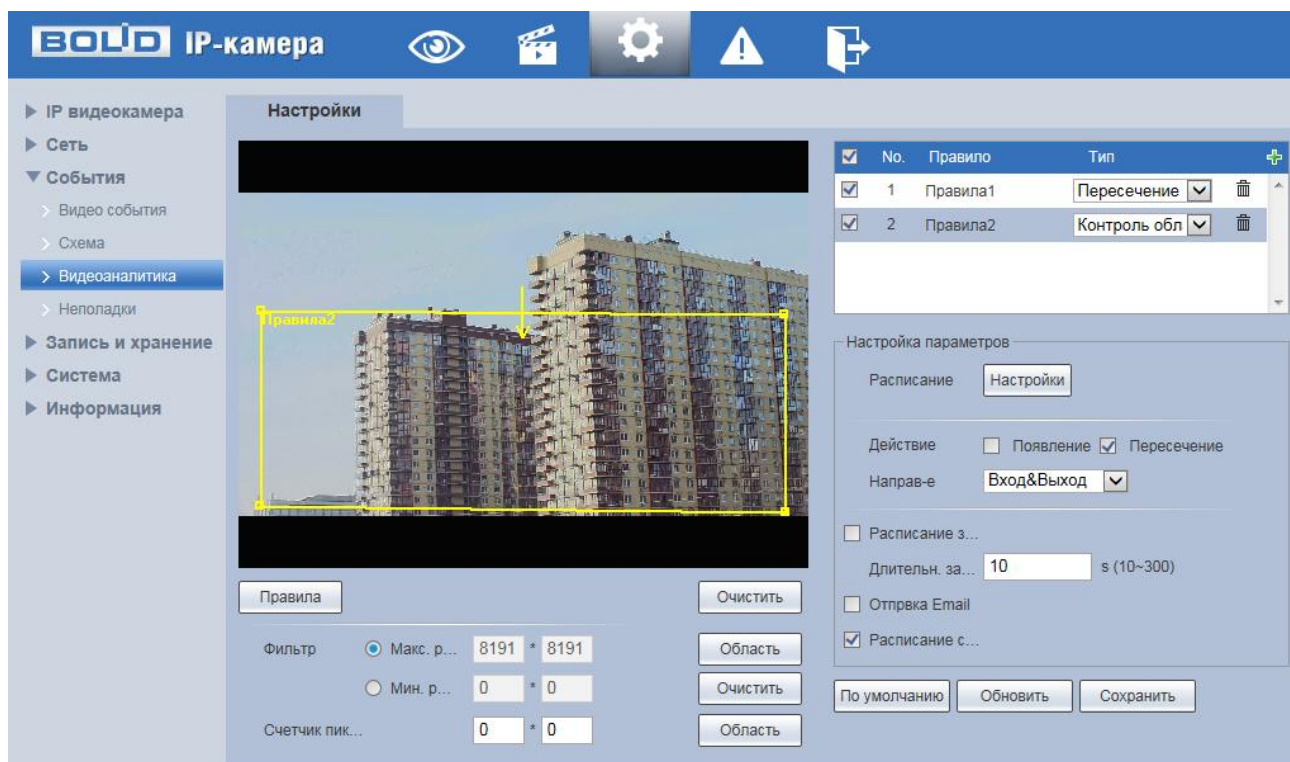 BOLID IP-камера
IP видеокамера
Сеть
События
Видео события
Схема
Видеоаналитика
Неполадки
Запись и хранение
Система
Информация
Настройки
Правила2
Правила
Очистить
Фильтр Макс. р... 8191 * 8191 Область
Мин. р... 0 * 0 Очистить
Счетчик пик... 0 * 0 Область
No. Правило Тип
1 Правила1 Пересечение
2 Правила2 Контроль обл
Настройка параметров
Расписание Настройки
Действие Появление Пересечение
Направ-е Вход&Выход
Расписание з...
Длительн. за... 10 s (10~300)
Отпрвка Email
Расписание с...
По умолчанию Обновить Сохранить